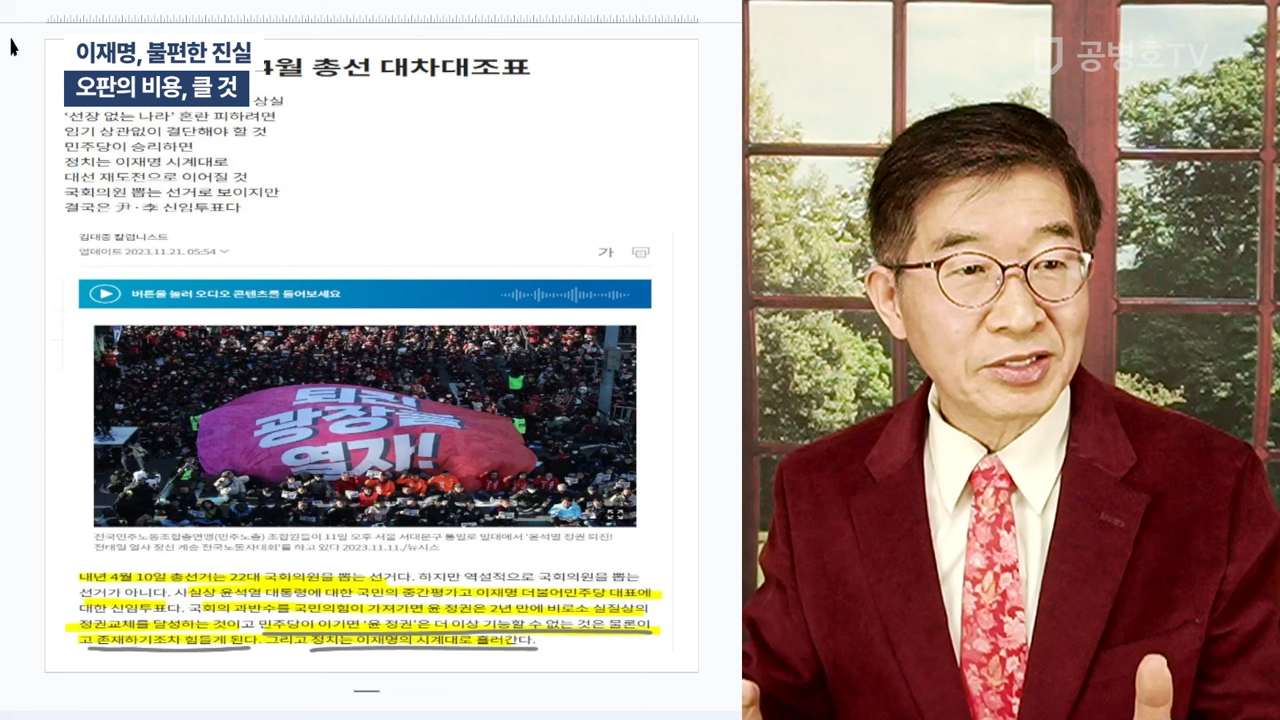 이재명, 불편한 진실
오판의 비용, 클 것
4월 총선 대차대조표
상실
‘선장 없는 나라’ 혼란 피하려면
임기 상관없이 결단해야 할 것
민주당이 승리하면
정치는 이재명 시계대로
대선 재도전으로 이어질 것
국회의원 뽑는 선거로 보이지만
결국은 尹·李 신임투표다
김대중 칼럼니스트
업데이트 2023.11.21. 05:54
가
버튼을 눌러 오디오 콘텐츠를 들어보세요
퇴진!
광장을
열자!
전국민주노동조합총연맹(민주노총) 조합원들이 11일 오후 서울 서대문구 통일로 일대에서 ‘윤석열 정권 퇴진!
전태일 열사 정신 계승 전국노동자대회’를 하고 있다 2023.11.11./뉴시스
내년 4월 10일 총선거는 22대 국회의원을 뽑는 선거다. 하지만 역설적으로 국회의원을 뽑는
선거가 아니다. 사실상 윤석열 대통령에 대한 국민의 중간평가고 이재명 더불어민주당 대표에
대한 신임투표다. 국회의 과반수를 국민의힘이 가져가면 윤 정권은 2년 만에 비로소 실질상의
정권교체를 달성하는 것이고 민주당이 이기면 ‘윤 정권’은 더 이상 기능할 수 없는 것은 물론이
고 존재하기조차 힘들게 된다. 그리고 정치는 이재명의 시계대로 흘러간다.
공병호TV